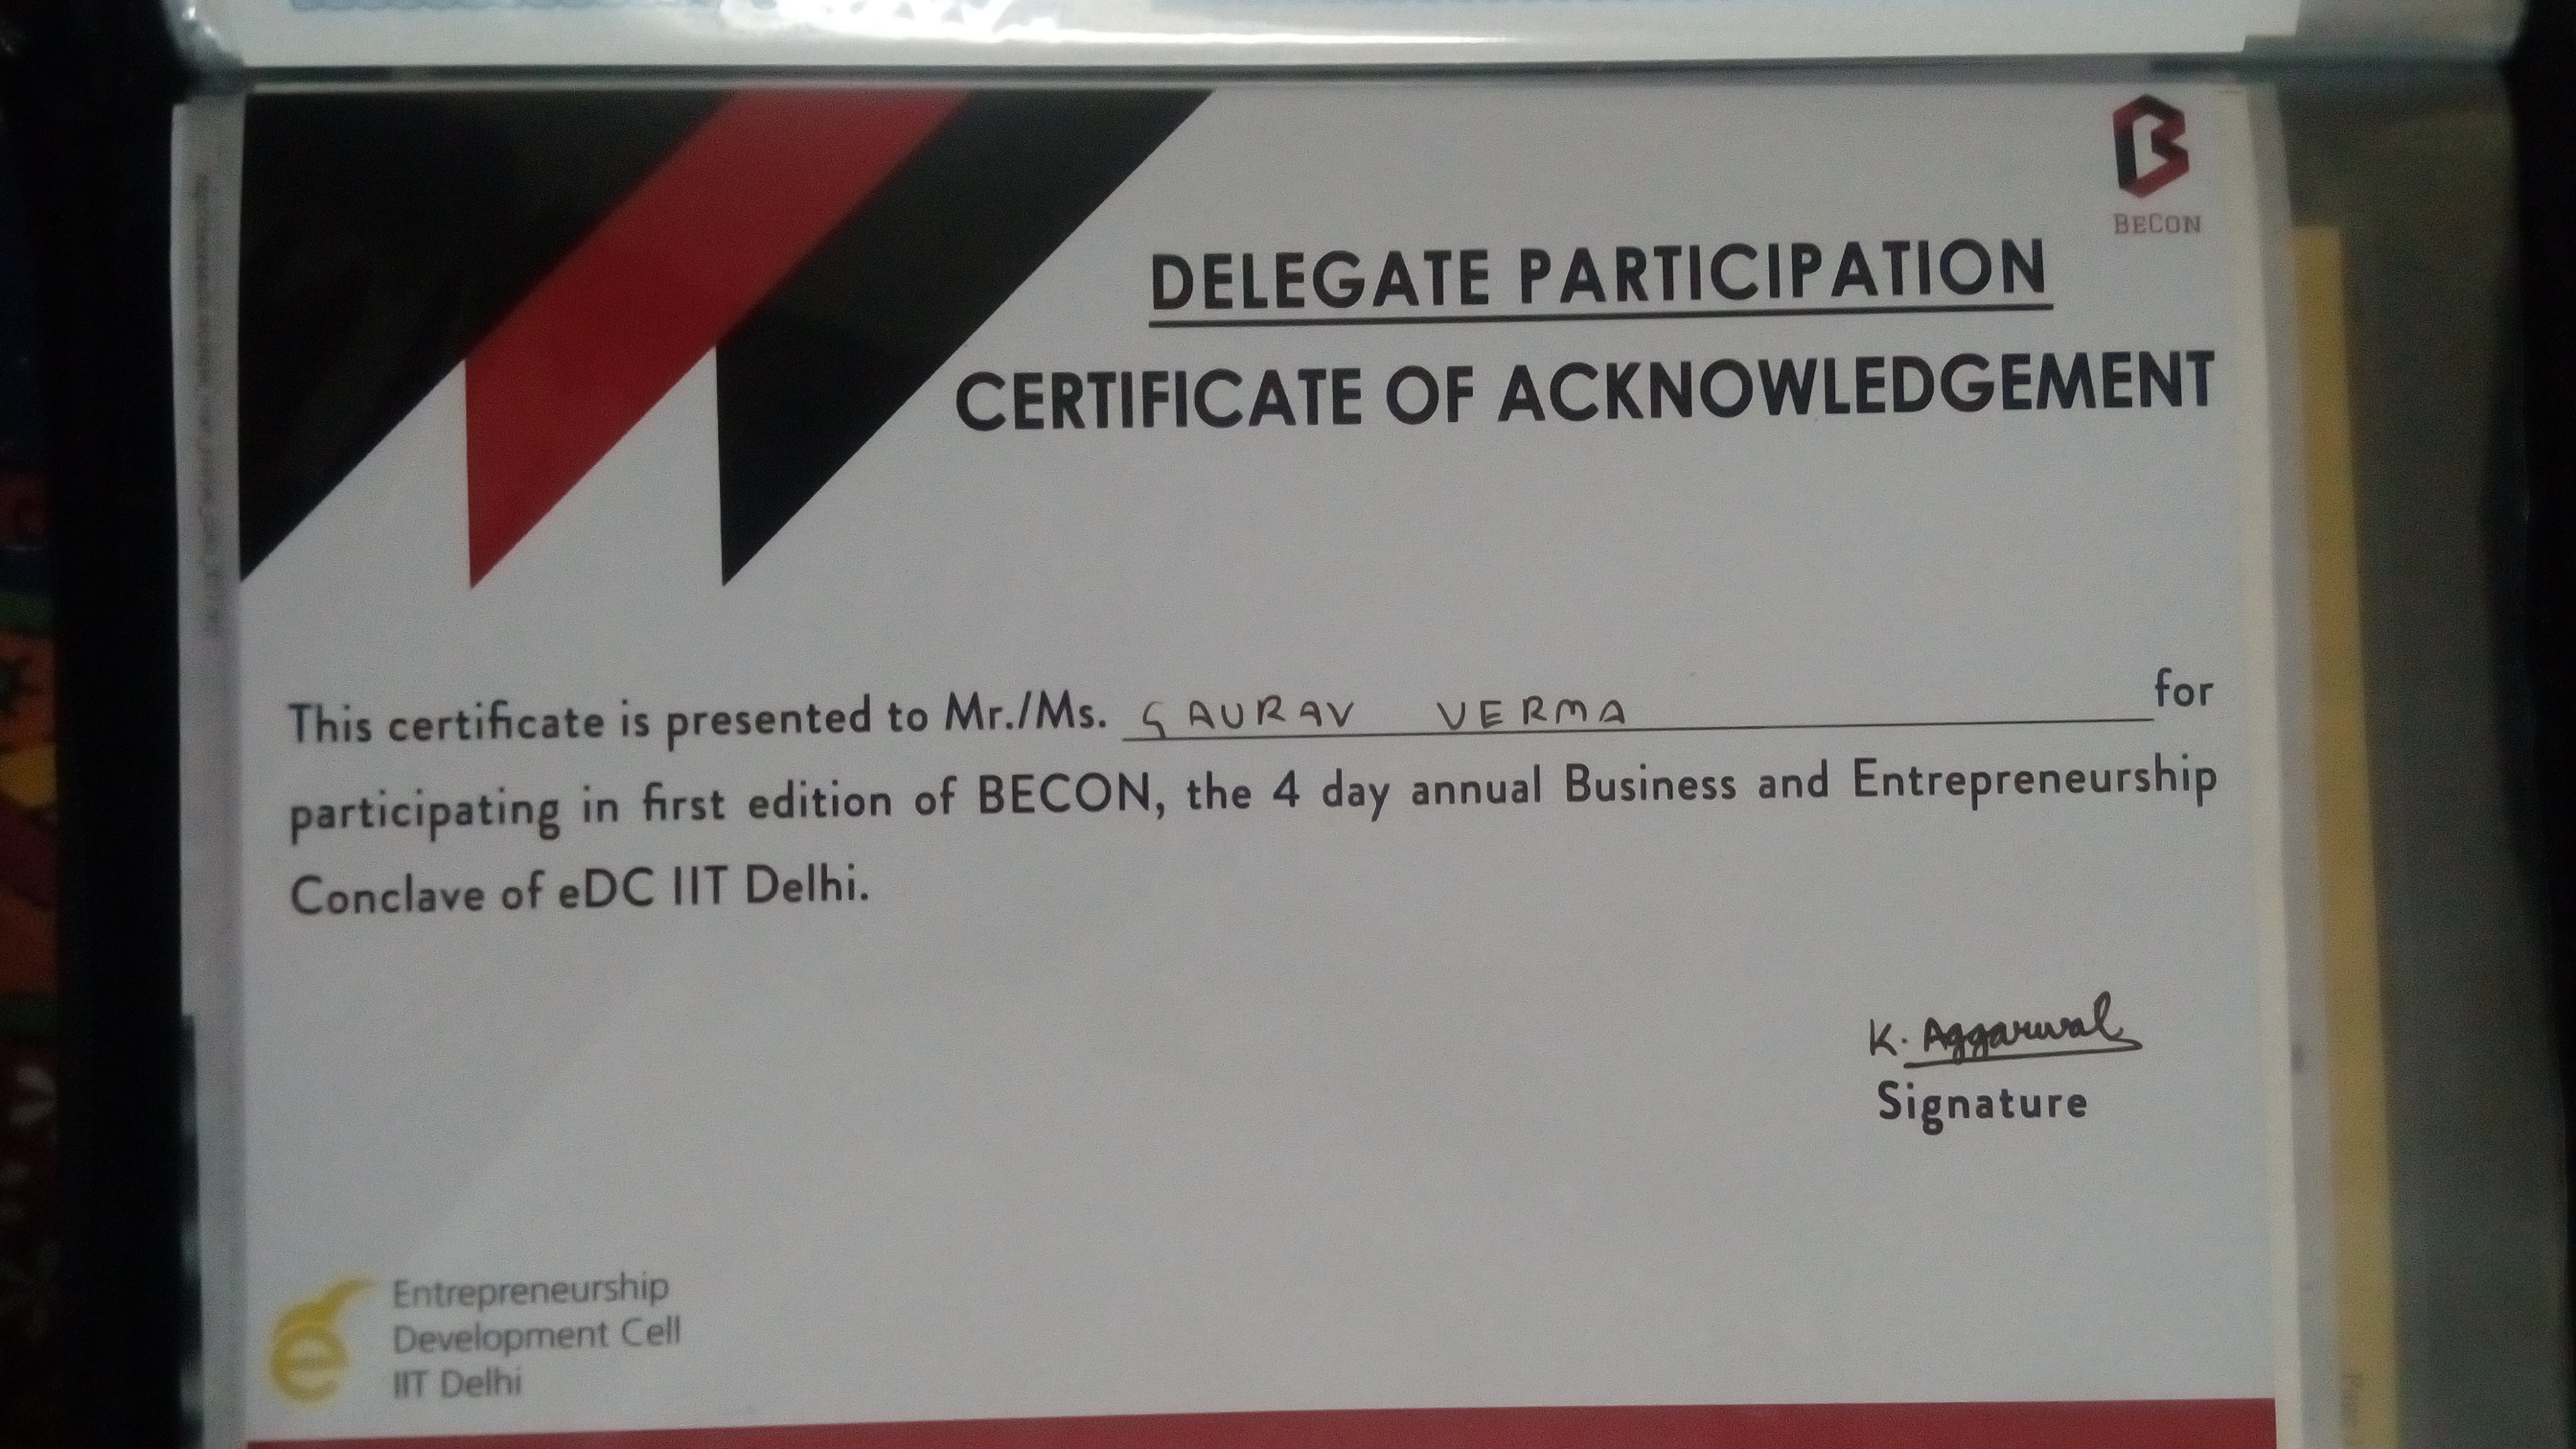 BECON
DELEGATE PARTICIPATION
CERTIFICATE OF ACKNOWLEDGEMENT
This certificate is presented to Mr./Ms. SAURAV VERMA for
participating in first edition of BECON, the 4 day annual Business and Entrepreneurship
Conclave of eDC IIT Delhi.
K. Aggarwal
Signature
Entrepreneurship
Development Cell
IIT Delhi